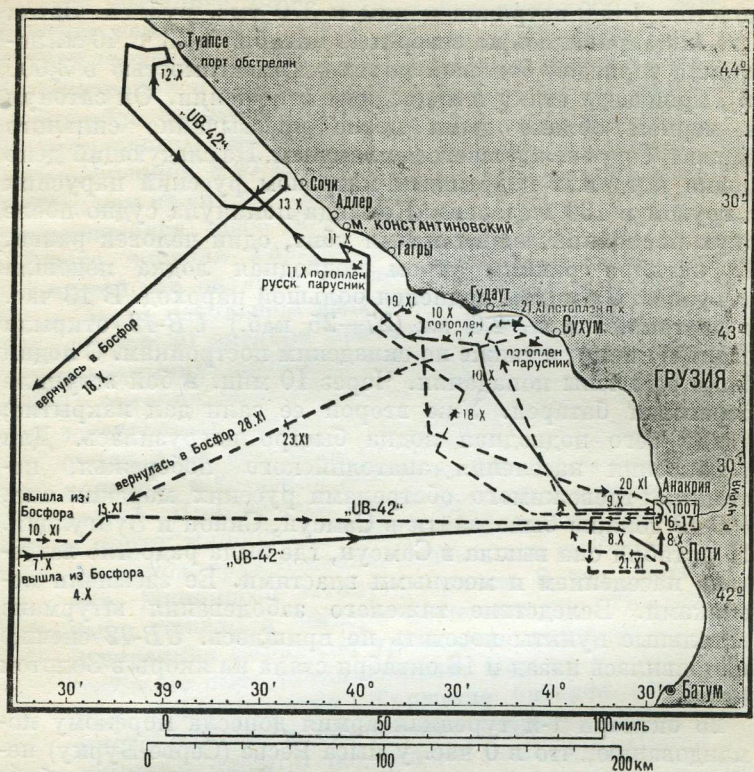 Туапсе
порт обстрелян
44°
12.X
„UB-42“
Сочи
13 X
Адлер
М. КОНСТАНТИНОВСКИЙ
30'
11 X
Гагры
11 X потоплен
русск. парусник
Гудаут
21.XI потоплен п.х
10 X
потоплен
п.х
Сухум
43°
потоплен
парусник
10 X
18 X
вернулась в Босфор
18.X
ГРУЗИЯ
вернулась в Босфор 28.XI
23.XI
30'
20 XI
Анакрия
9 X
Р. ЧУРИЯ
1007
16-17
вышла из
Босфора
10 XI
15.XI
„UB-42“
„UB-42“
7.X
вышла из Босфора
4.X
8.X
8 X
21.XI
Поти
42°
Батум
30'
39°
30'
40°
30'
41°
30'
0 50 100 миль
0 100 200 км